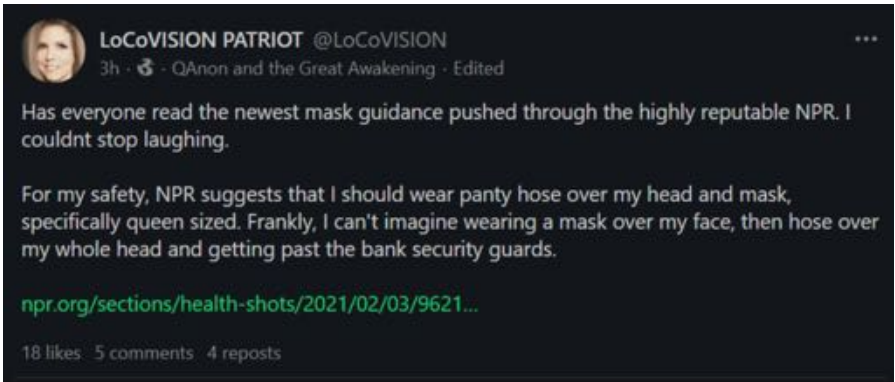 LoCoVISION PATRIOT @LoCoVISION
3h · QAnon and the Great Awakening · Edited
Has everyone read the newest mask guidance pushed through the highly reputable NPR. I
couldnt stop laughing.
For my safety, NPR suggests that I should wear panty hose over my head and mask,
specifically queen sized. Frankly, I can't imagine wearing a mask over my face, then hose over
my whole head and getting past the bank security guards.
npr.org/sections/health-shots/2021/02/03/9621...
18 likes 5 comments 4 reposts